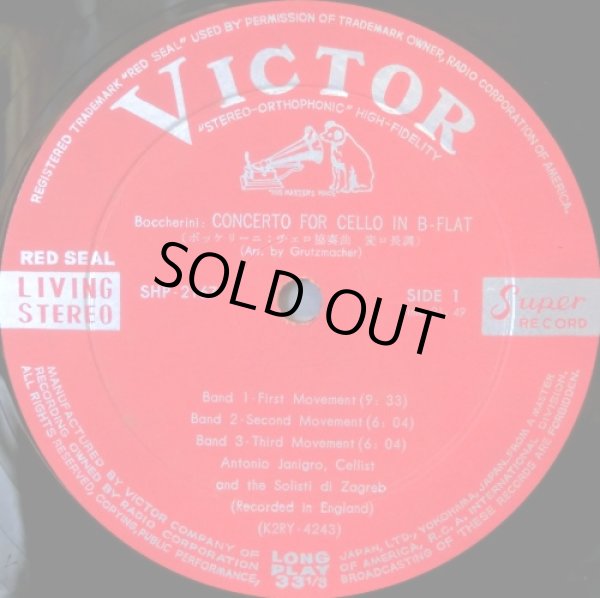 REGISTERED TRADEMARK "RED SEAL" USED BY PERMISSION OF TRADEMARK OWNER, RADIO CORPORATION OF AMERICA.
VICTOR
"STEREO-ORTHOPHONIC" HIGH-FIDELITY
"HIS MASTER'S VOICE"
Boccherini: CONCERTO FOR CELLO IN B-FLAT
(ボッケリーニ:チェロ協奏曲 変ロ長調)
(Arr. by Grutzmacher)
RED SEAL
LIVING
STEREO
SIDE 1
49
Super
RECORD
SOLD OUT
Band 1-First Movement(9:33)
Band 2-Second Movement(6:04)
Band 3-Third Movement(6:04)
Antonio Janigro, Cellist
and the Solisti di Zagreb
(Recorded in England)
(K2RY-4243)
LONG
PLAY
33 1/3
MANUFACTURED BY VICTOR COMPANY OF JAPAN, LTD., YOKOHAMA, JAPAN, FROM A MASTER
RECORDING OWNED BY RADIO CORPORATION OF AMERICA, R.C.A. INTERNATIONAL DIVISION.
ALL RIGHTS RESERVED, COPYING, PUBLIC PERFORMANCE, BROADCASTING OF THESE RECORDS ARE FORBIDDEN.